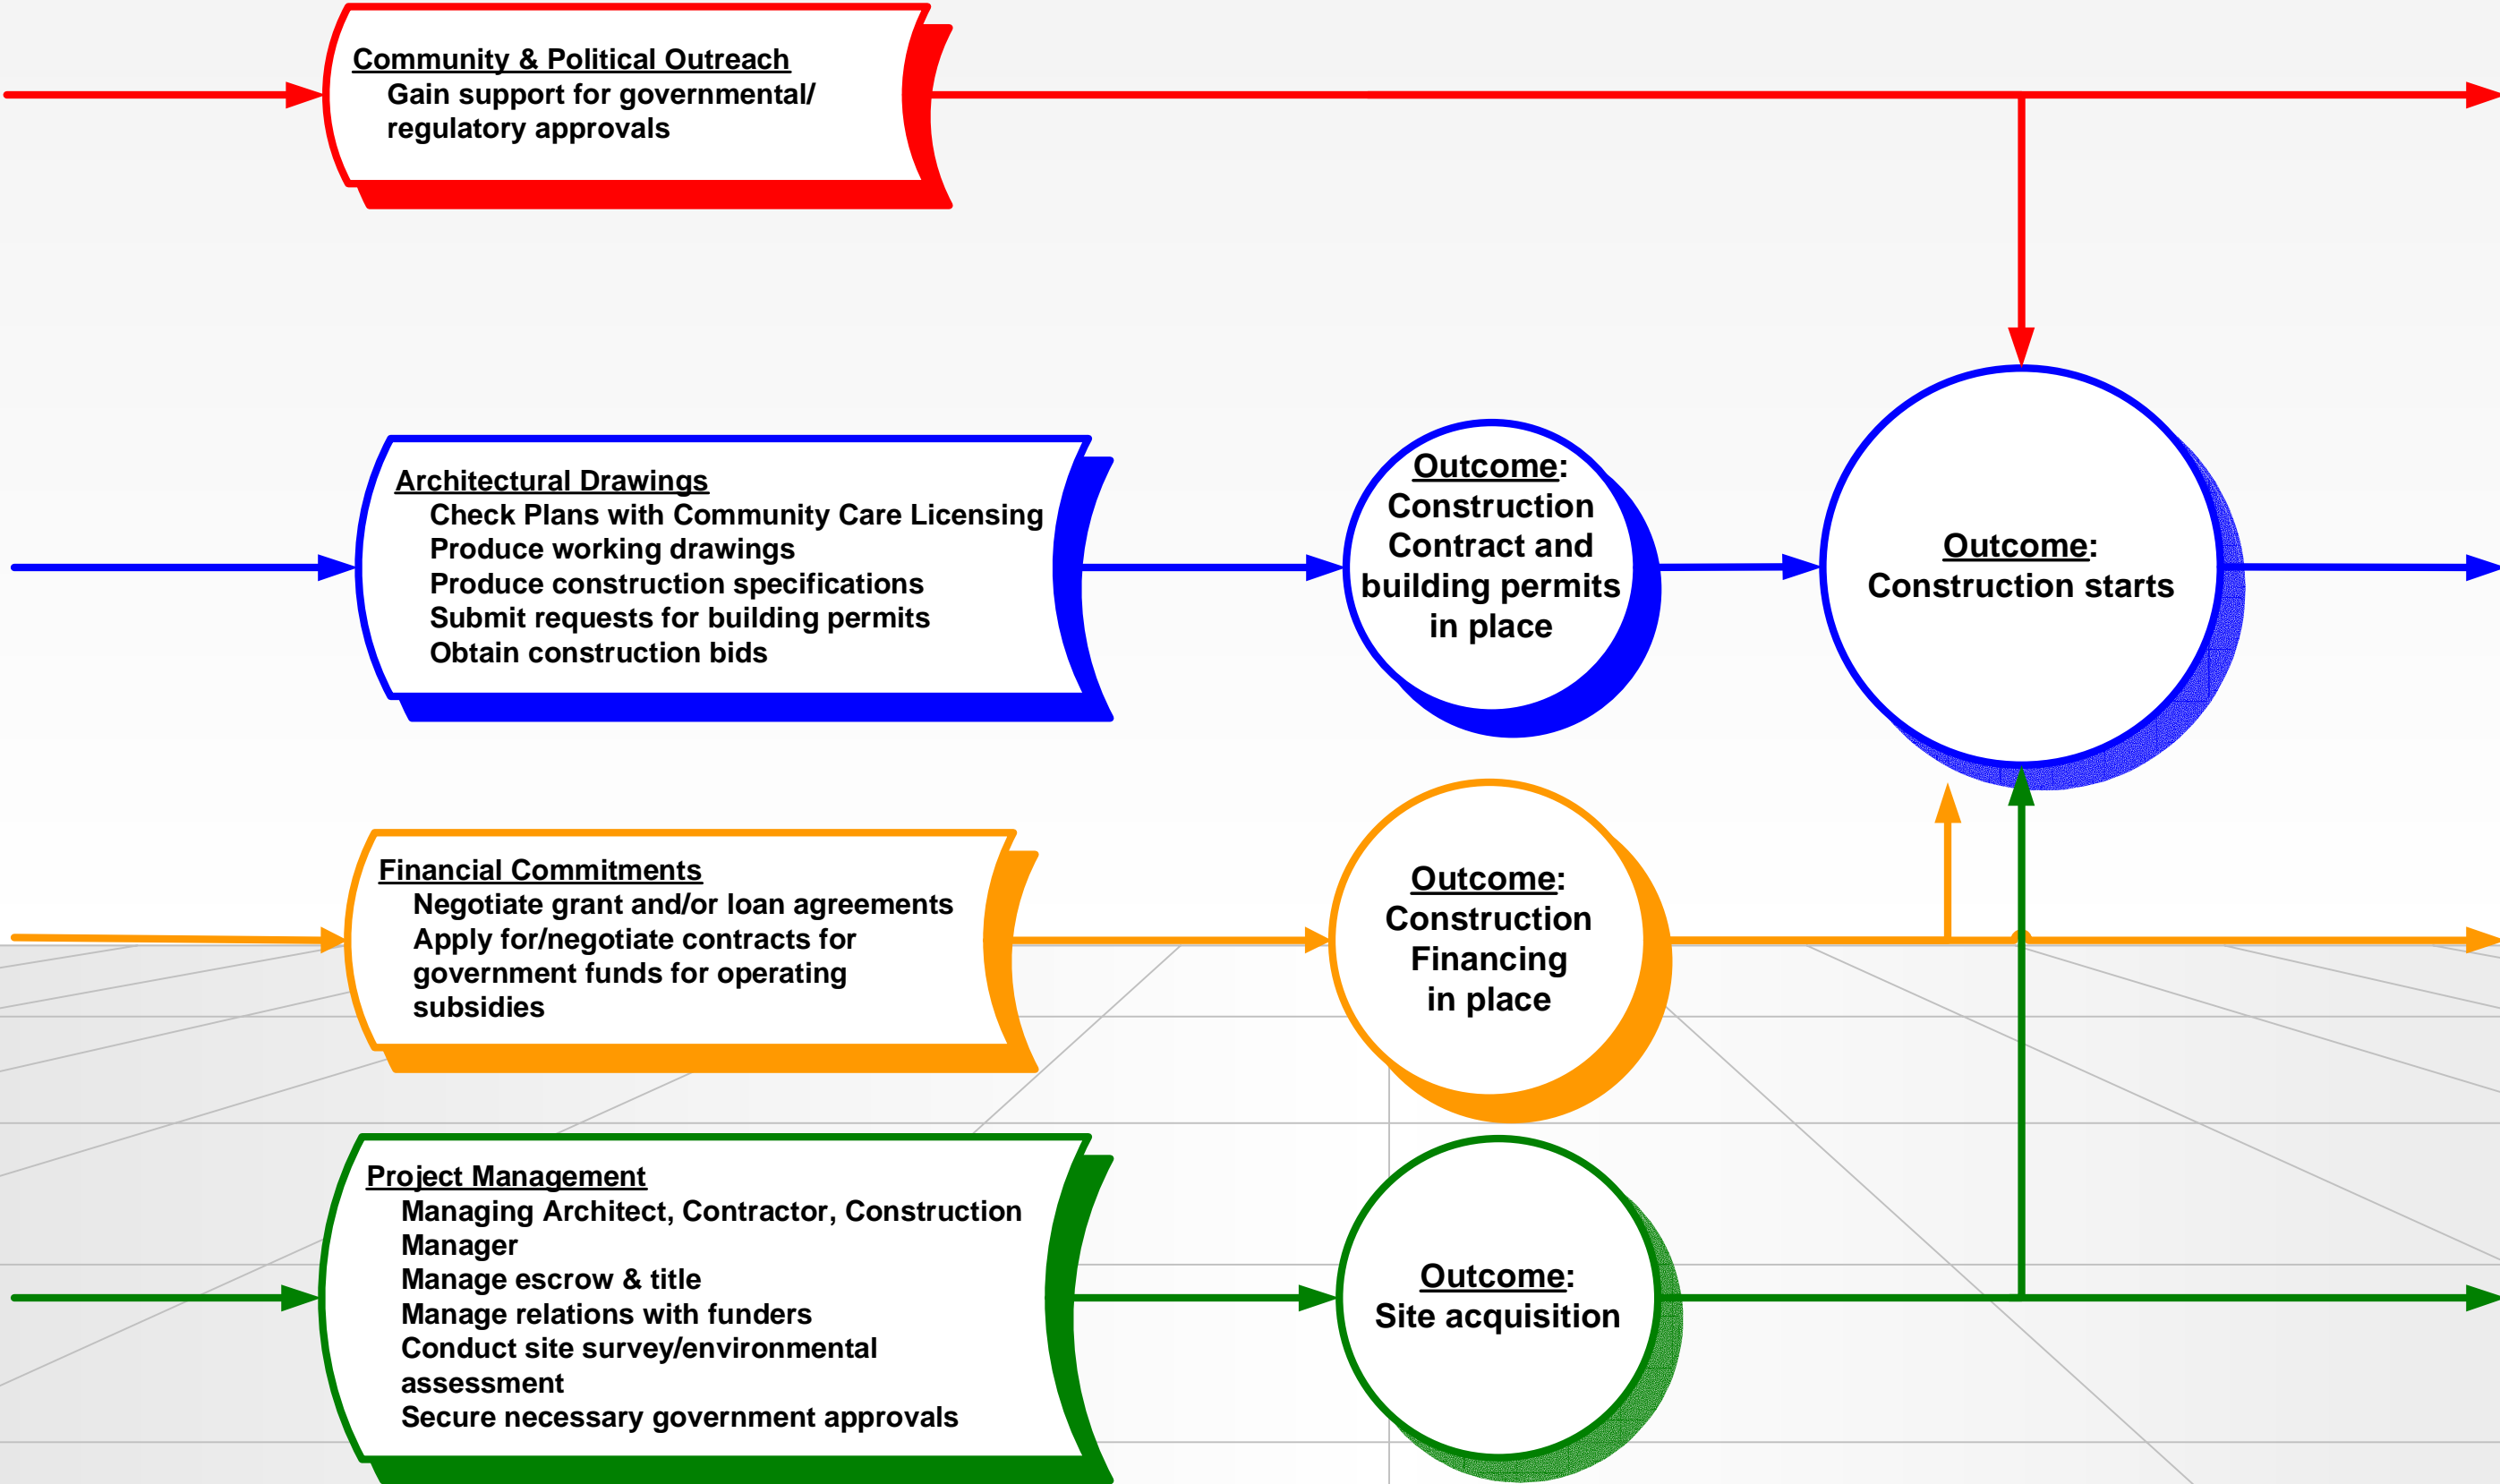 Community & Political Outreach
Gain support for governmental/
regulatory approvals
Architectural Drawings
Check Plans with Community Care Licensing
Produce working drawings
Produce construction specifications
Submit requests for building permits
Obtain construction bids
Outcome:
Construction
Contract and
building permits
in place
Outcome:
Construction starts
Financial Commitments
Negotiate grant and/or loan agreements
Apply for/negotiate contracts for
government funds for operating
subsidies
Outcome:
Construction
Financing
in place
Project Management
Managing Architect, Contractor, Construction
Manager
Manage escrow & title
Manage relations with funders
Conduct site survey/environmental
assessment
Secure necessary government approvals
Outcome:
Site acquisition